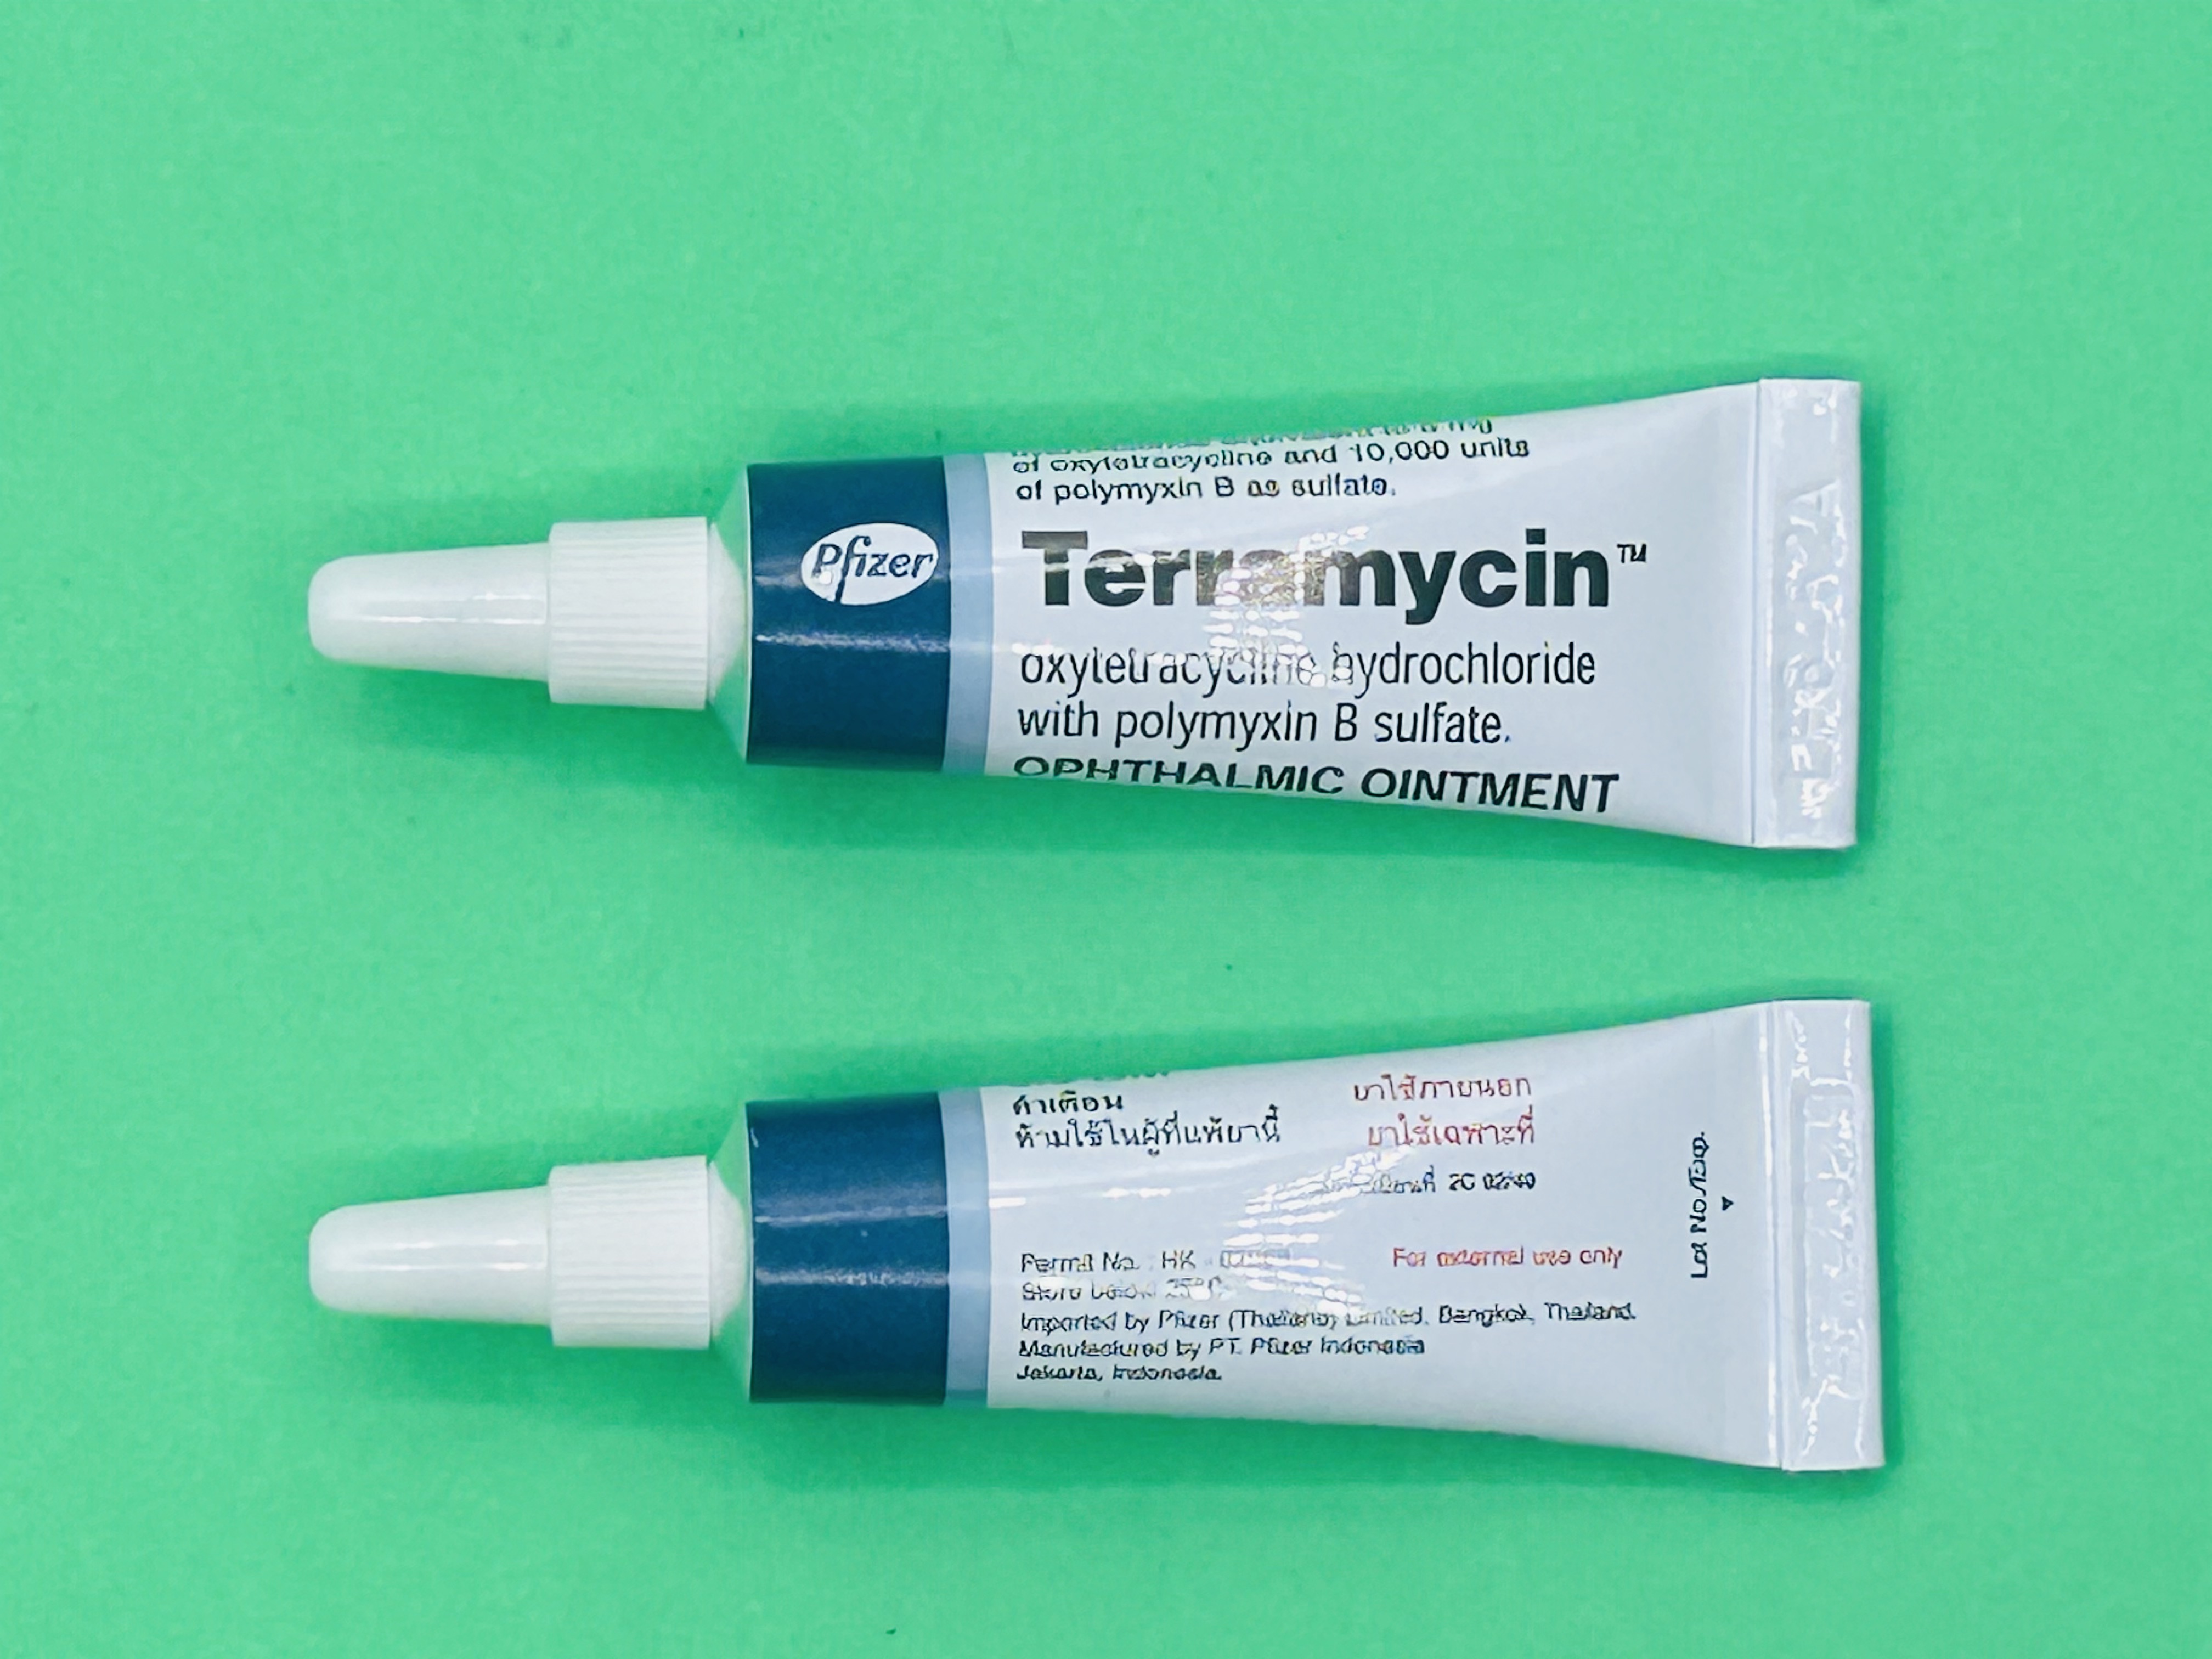 of oxytetracycline and 10,000 units
of polymyxin B as sulfate.
Pfizer
Terramycin™
oxytetracycline hydrochloride
with polymyxin B sulfate.
OPHTHALMIC OINTMENT
คำเตือน
ห้ามใช้ในผู้ที่แพ้ยานี้
ยาใช้ภายนอก
ยาใช้เฉพาะที่
Permit No. HK
For external use only
Store below 25°C
Imported by Pfizer (Thailand) Limited, Bangkok, Thailand.
Manufactured by PT. Pfizer Indonesia
Jakarta, Indonesia.
Lot No./Exp.